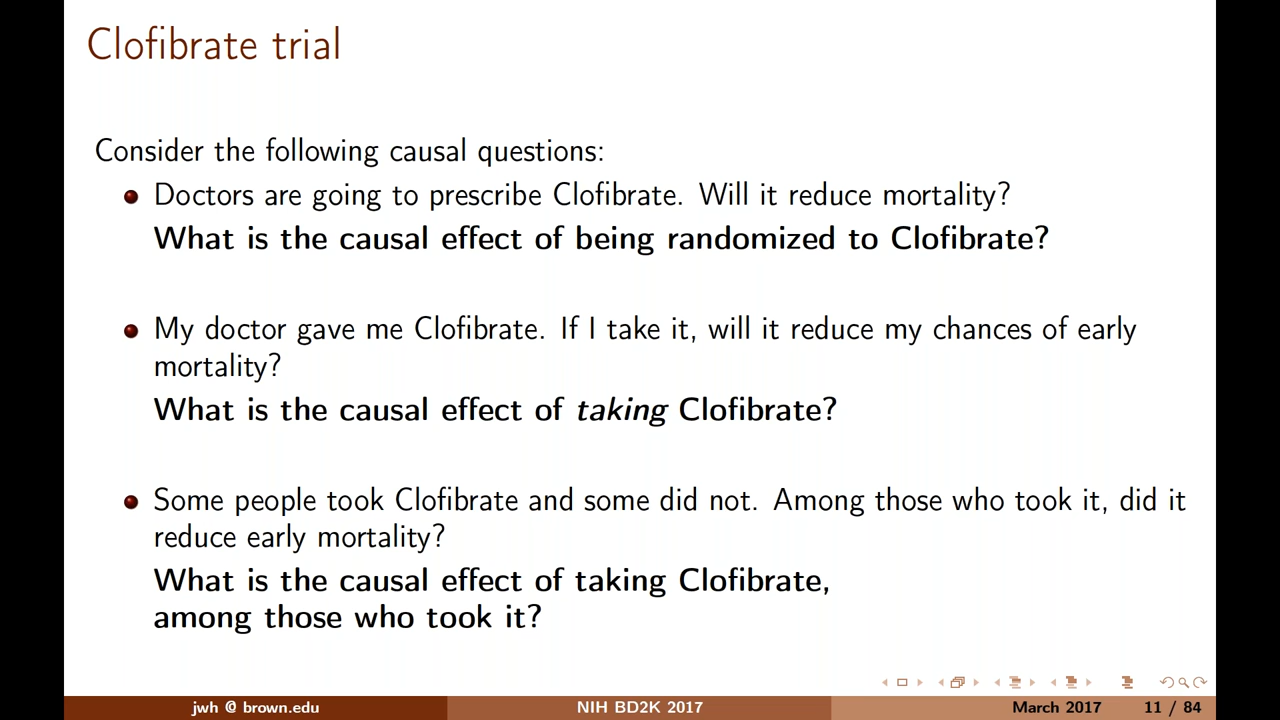 Clofibrate trial
Consider the following causal questions:
Doctors are going to prescribe Clofibrate. Will it reduce mortality?
What is the causal effect of being randomized to Clofibrate?
My doctor gave me Clofibrate. If I take it, will it reduce my chances of early
mortality?
What is the causal effect of taking Clofibrate?
Some people took Clofibrate and some did not. Among those who took it, did it
reduce early mortality?
What is the causal effect of taking Clofibrate,
among those who took it?
jwh @ brown.edu NIH BD2K 2017 March 2017 11 / 84